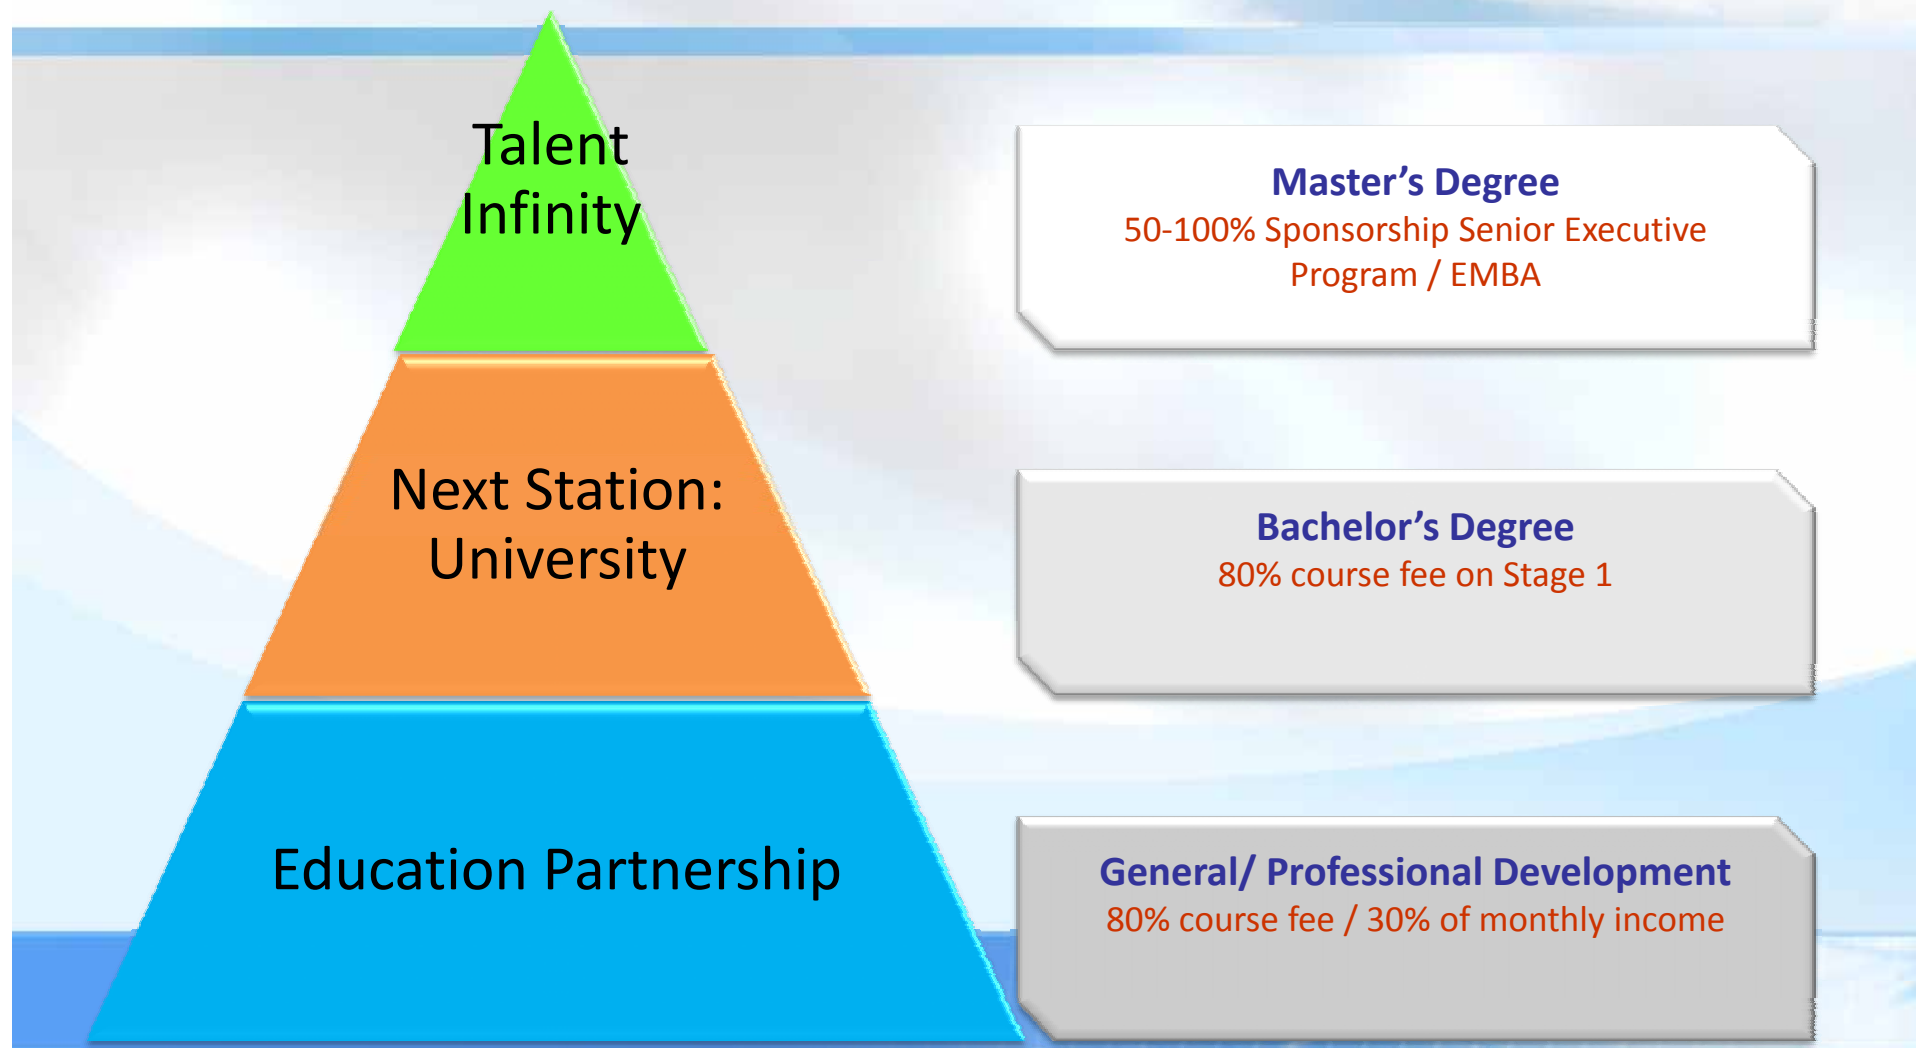 Talent
Infinity
Master’s Degree
50-100% Sponsorship Senior Executive
Program / EMBA
Next Station:
University
Bachelor’s Degree
80% course fee on Stage 1
Education Partnership
General/ Professional Development
80% course fee / 30% of monthly income